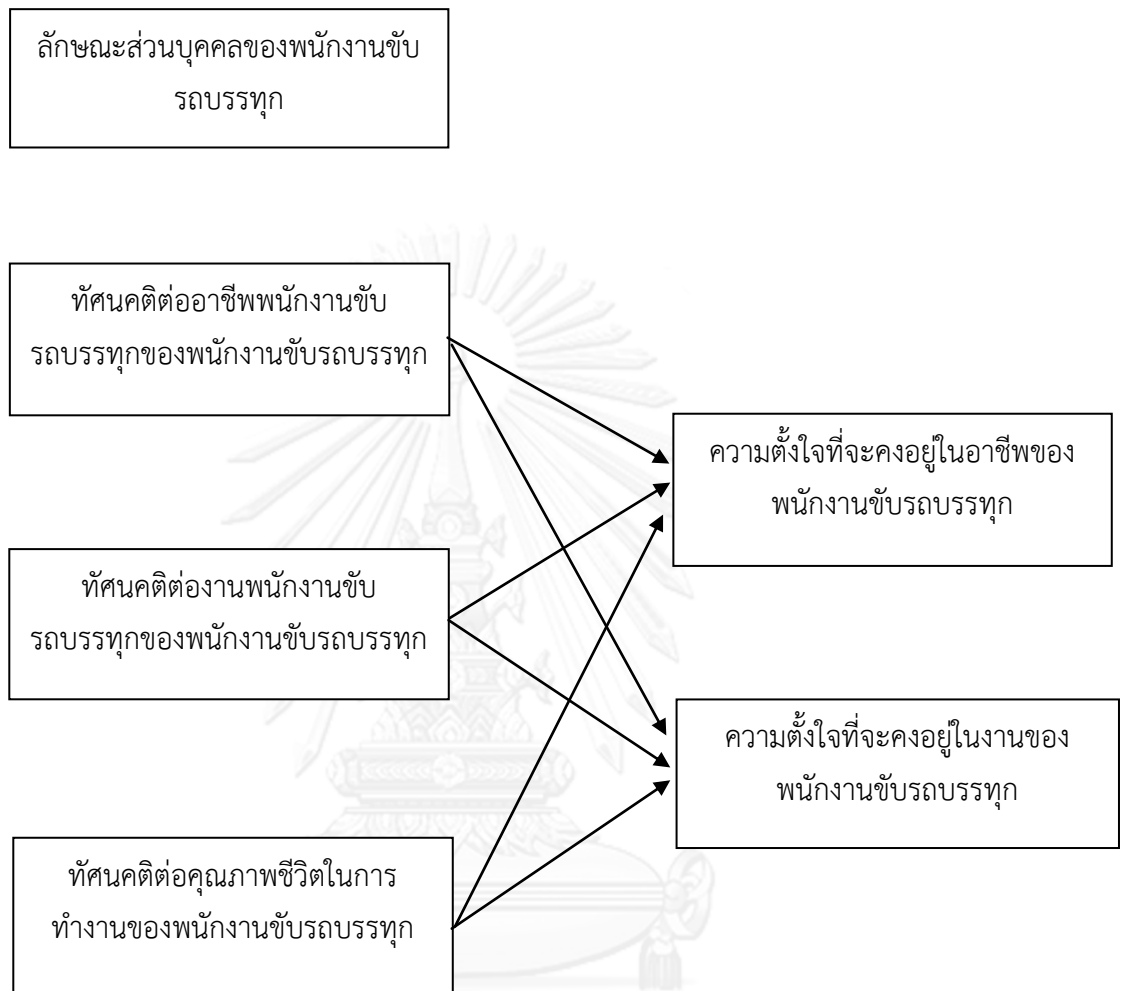 ลักษณะส่วนบุคคลของพนักงานขับ
รถบรรทุก
ทัศนคติต่ออาชีพพนักงานขับ
รถบรรทุกของพนักงานขับรถบรรทุก
ความตั้งใจที่จะคงอยู่ในอาชีพของ
พนักงานขับรถบรรทุก
ทัศนคติต่องานพนักงานขับ
รถบรรทุกของพนักงานขับรถบรรทุก
ความตั้งใจที่จะคงอยู่ในงานของ
พนักงานขับรถบรรทุก
ทัศนคติต่อคุณภาพชีวิตในการ
ทำงานของพนักงานขับรถบรรทุก